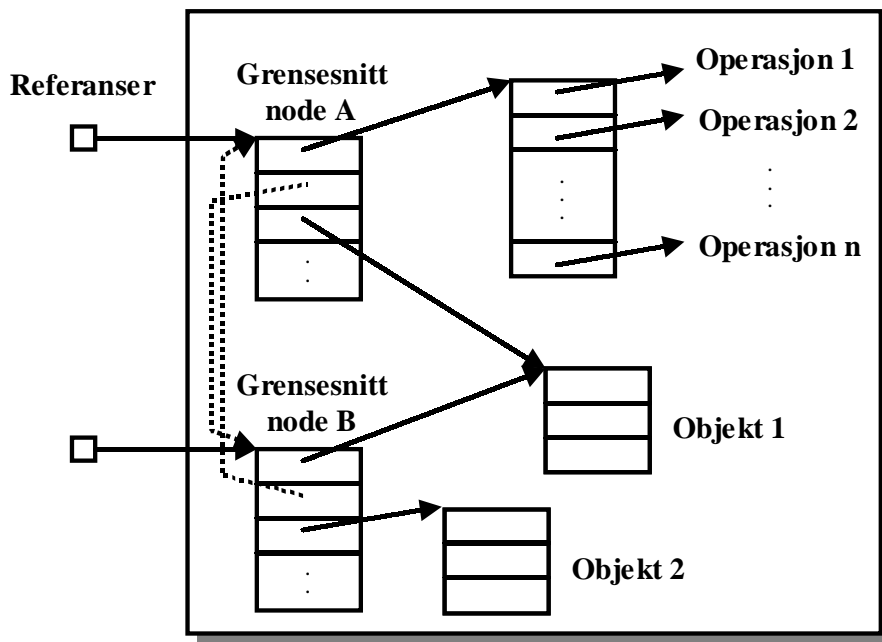 Referanser
Grensesnitt
node A
Operasjon 1
Operasjon 2
Operasjon n
Grensesnitt
node B
Objekt 1
Objekt 2